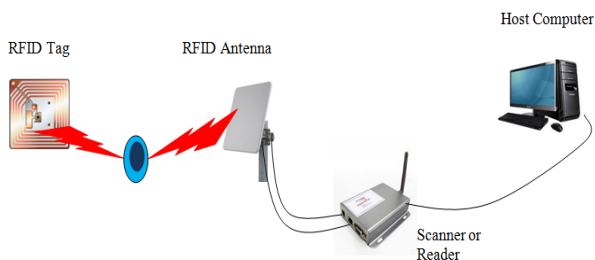 Host Computer
RFID Tag
RFID Antenna
Scanner or
Reader